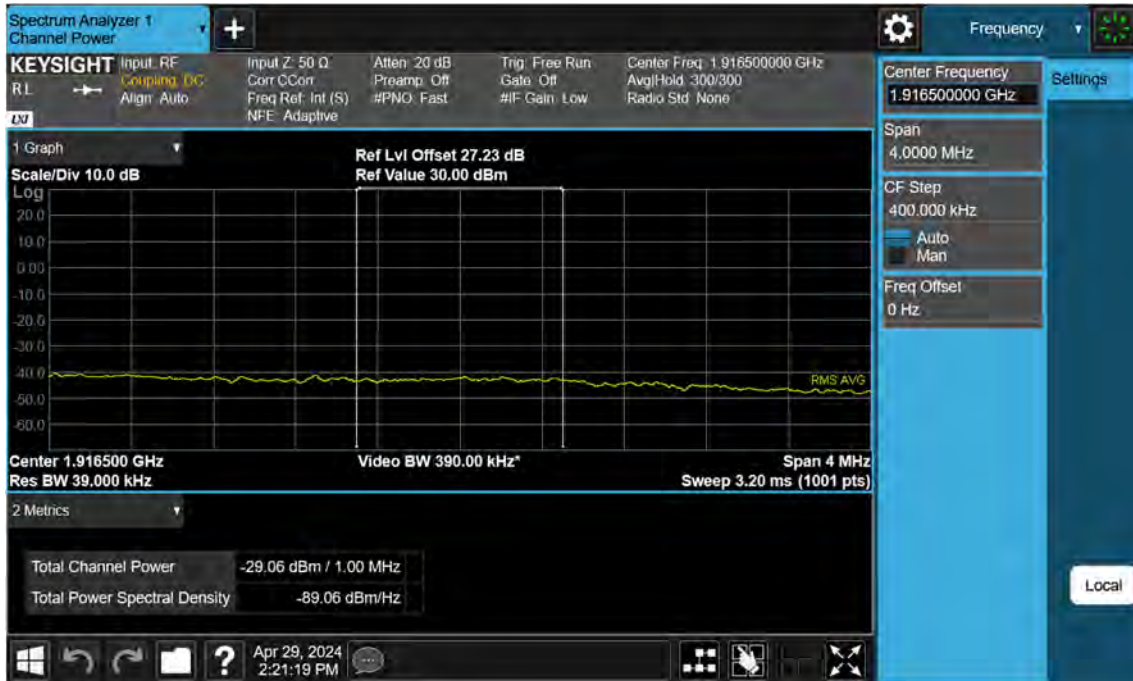 Spectrum Analyzer 1
Channel Power
Frequency
KEYSIGHT
RL
LXI
Input: RF
Coupling: DC
Align: Auto
Input Z: 50 Ω
Corr CCorr
Freq Ref: Int (S)
NFE: Adaptive
Atten: 20 dB
Preamp: Off
#PNO: Fast
Trig: Free Run
Gate: Off
#IF Gain: Low
Center Freq: 1.916500000 GHz
Avg|Hold: 300/300
Radio Std: None
1 Graph
Scale/Div 10.0 dB
Ref Lvl Offset 27.23 dB
Ref Value 30.00 dBm
Log
20.0
10.0
0.00
-10.0
-20.0
-30.0
-40.0
-50.0
-60.0
RMS AVG
Center 1.916500 GHz
Video BW 390.00 kHz*
Span 4 MHz
Res BW 39.000 kHz
Sweep 3.20 ms (1001 pts)
2 Metrics
Total Channel Power -29.06 dBm / 1.00 MHz
Total Power Spectral Density -89.06 dBm/Hz
Center Frequency
1.916500000 GHz
Span
4.0000 MHz
CF Step
400.000 kHz
Auto
Man
Freq Offset
0 Hz
Settings
Local
?
Apr 29, 2024
2:21:19 PM